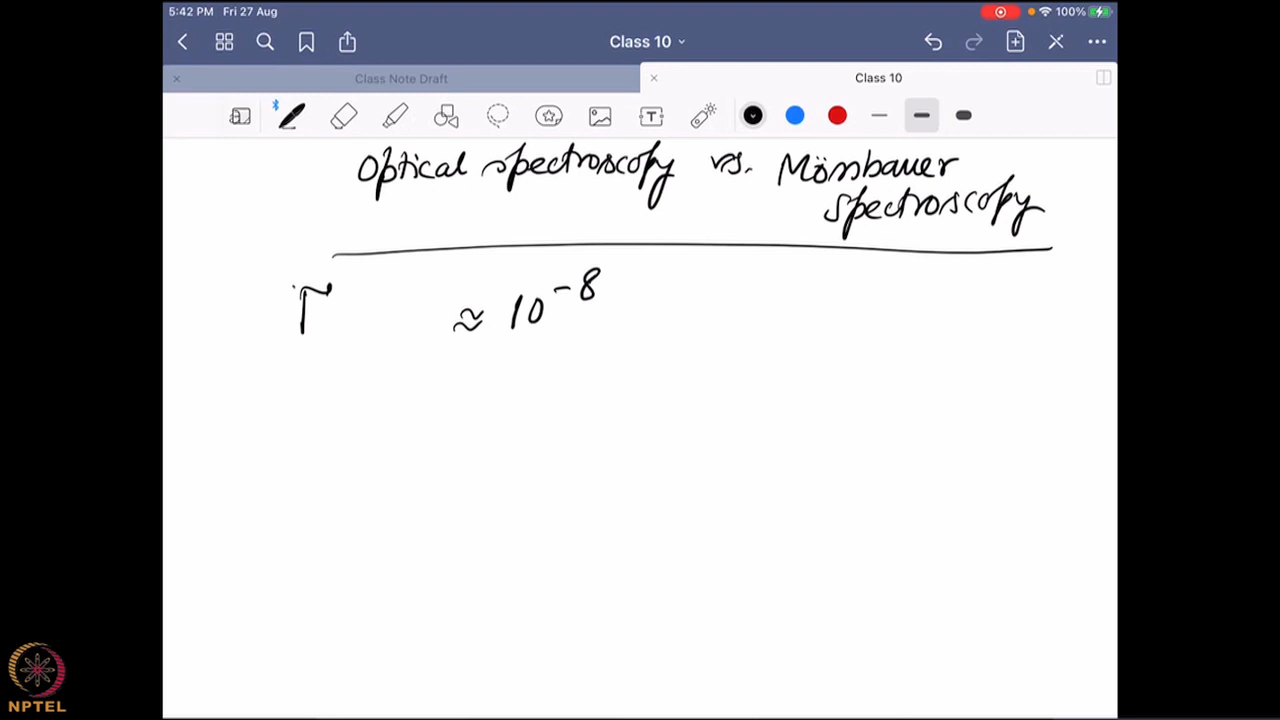 5:42 PM Fri 27 Aug
100%
Class 10
Class Note Draft
Class 10
T
Optical spectroscopy vs. Mössbauer
spectroscopy
Γ ≈ 10⁻⁸
NPTEL